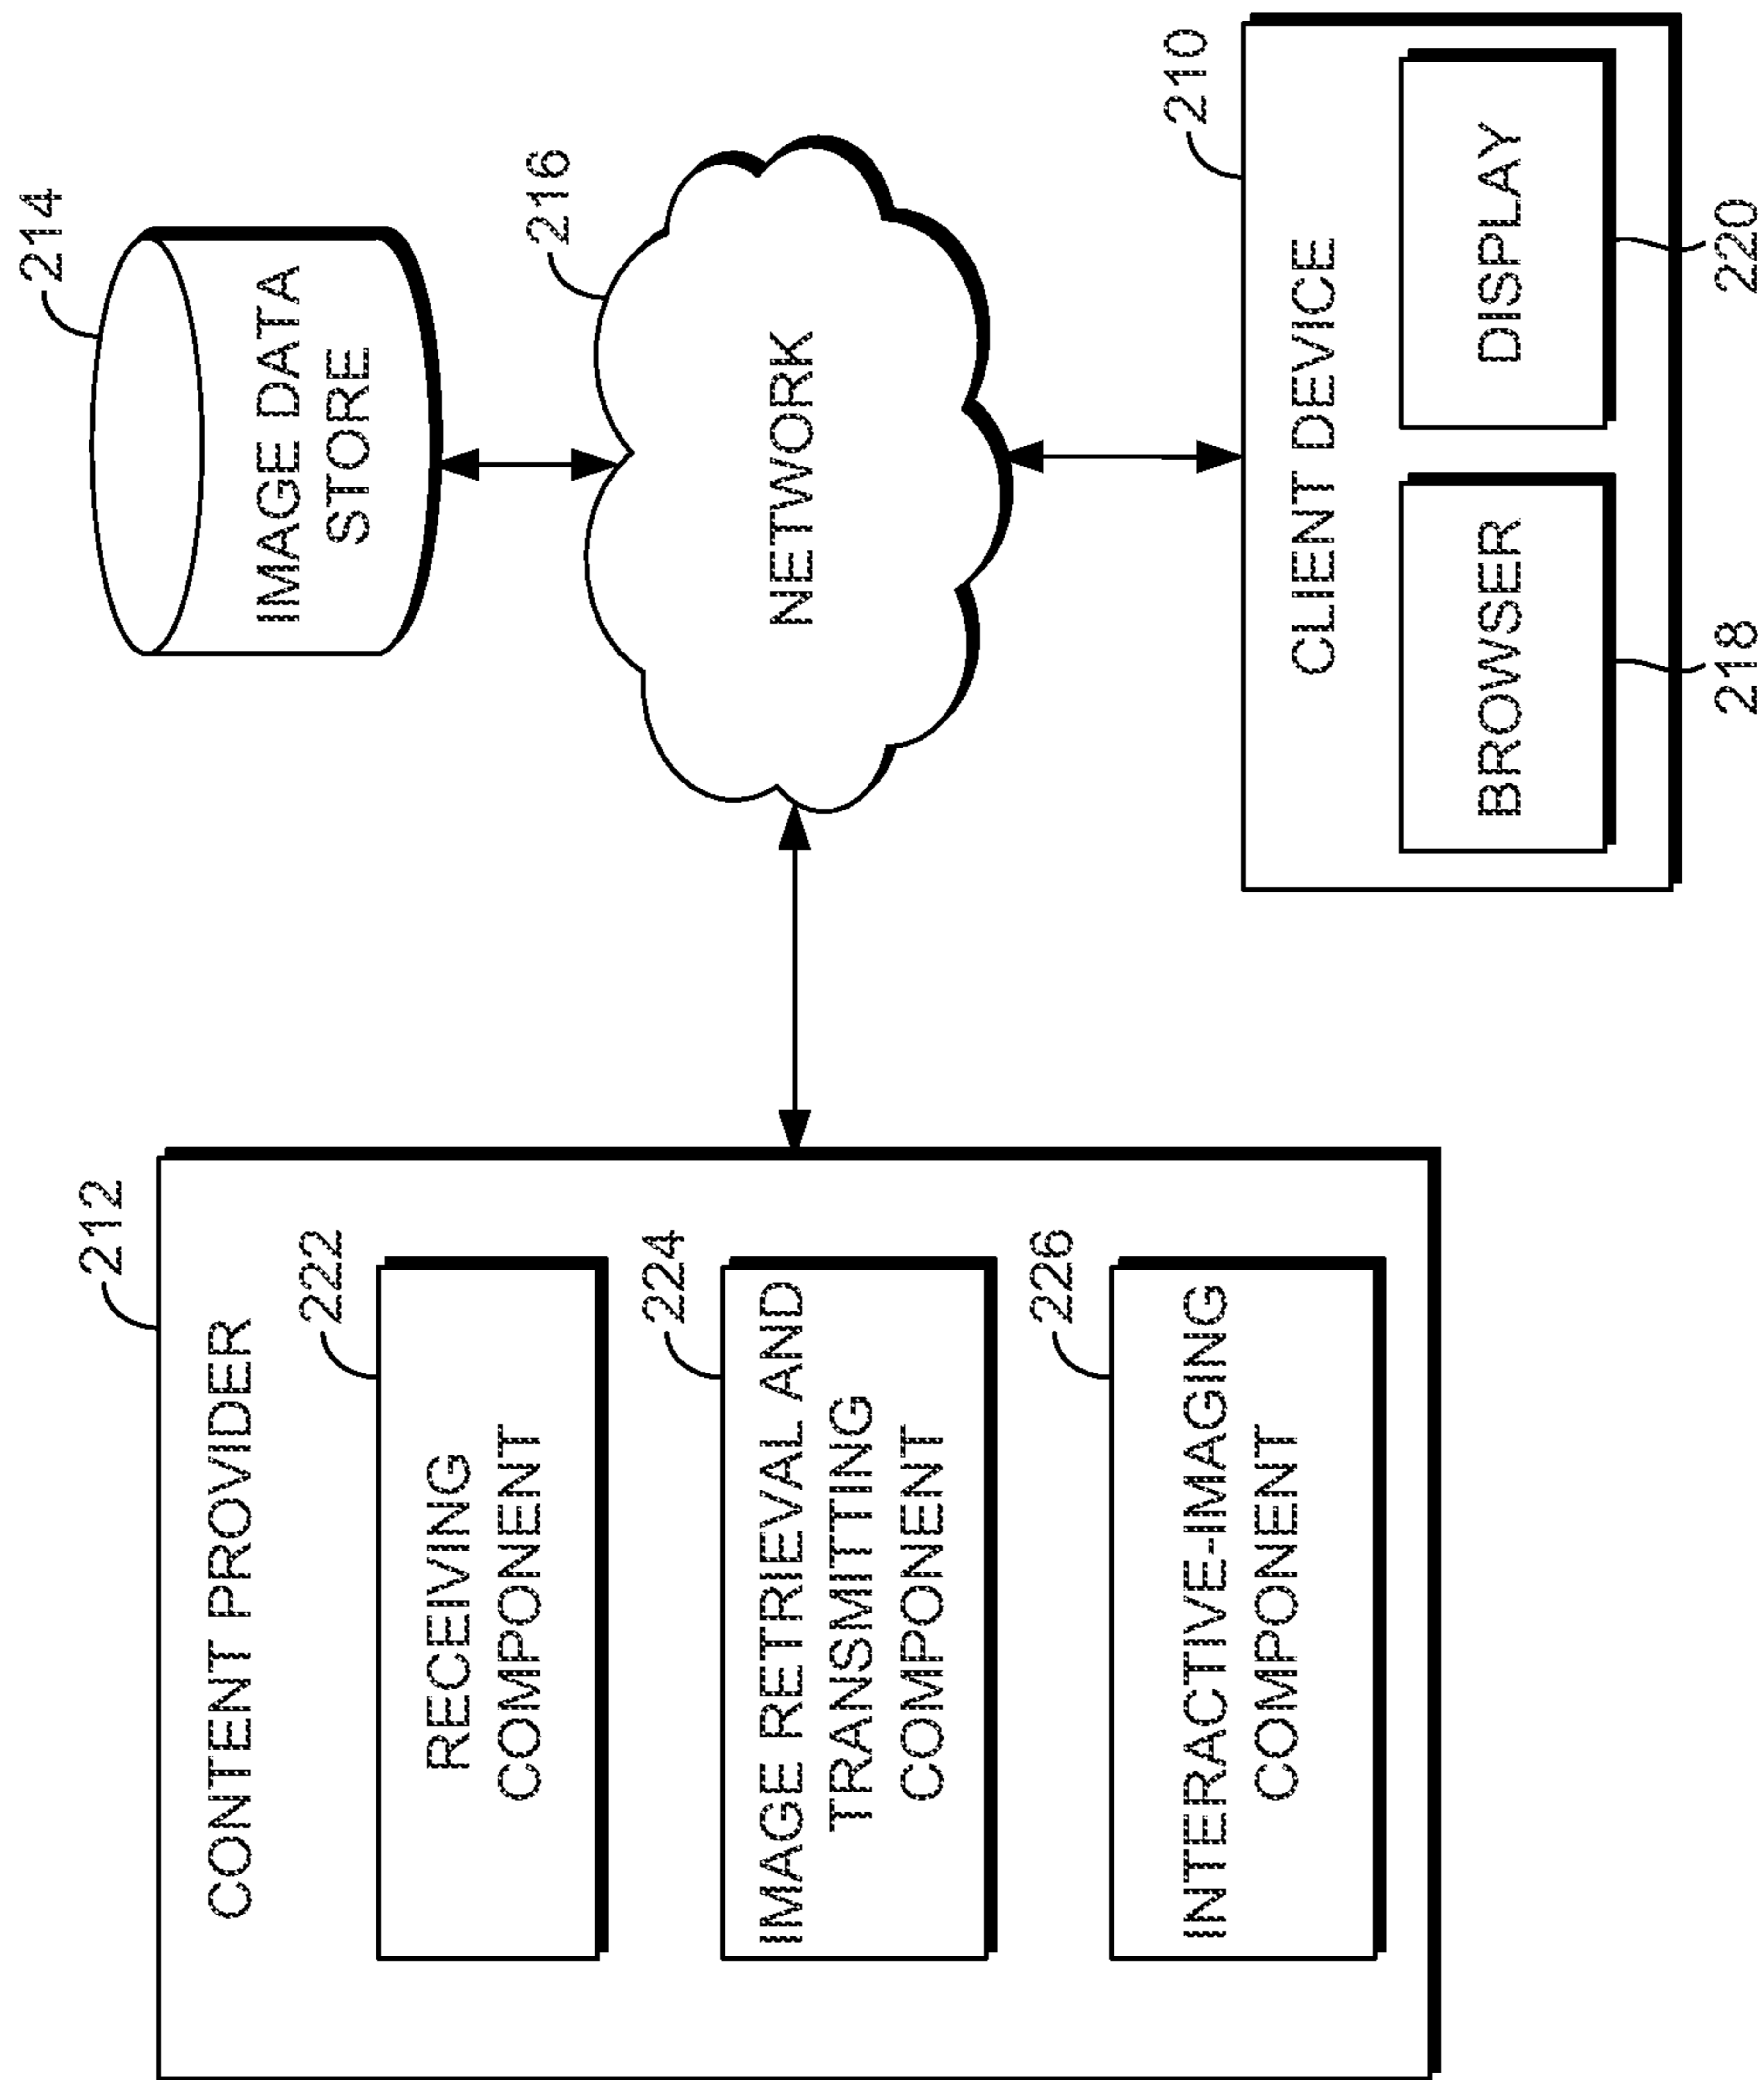 214
IMAGE DATA
STORE
212
CONTENT PROVIDER
222
RECEIVING
COMPONENT
224
IMAGE RETRIEVAL AND
TRANSMITTING
COMPONENT
226
INTERACTIVE-IMAGING
COMPONENT
216
NETWORK
210
CLIENT DEVICE
BROWSER
DISPLAY
218
220